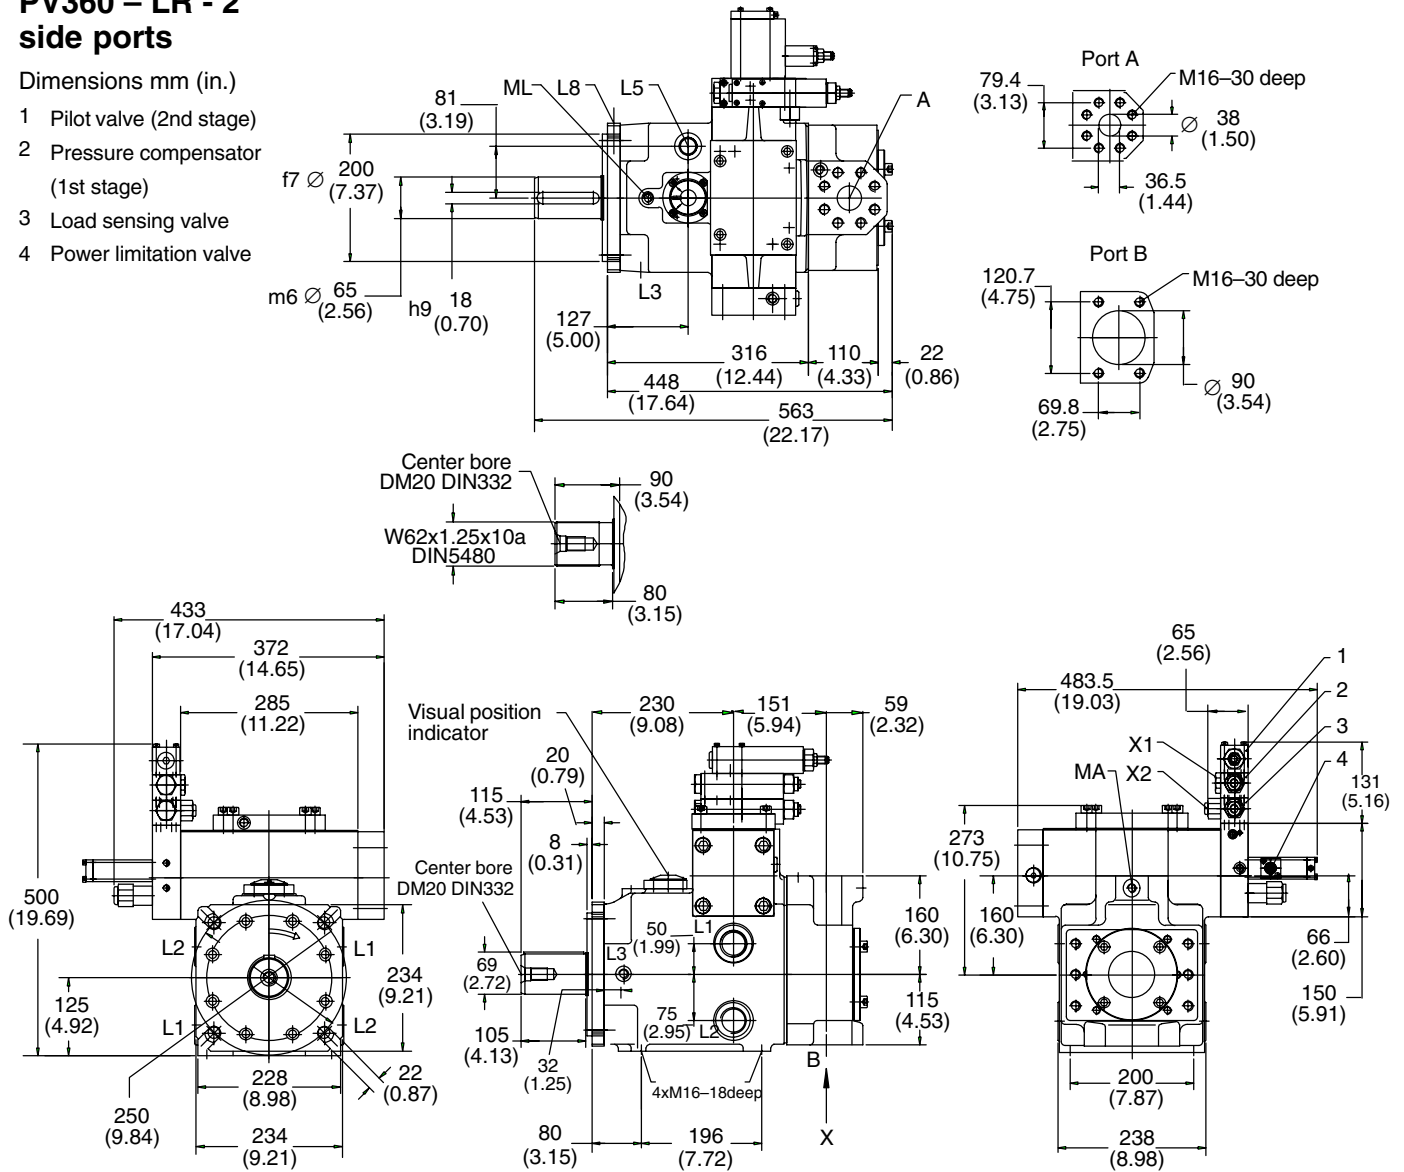 PV360 – LR - 2
side ports
Dimensions mm (in.)
1 Pilot valve (2nd stage)
2 Pressure compensator
(1st stage)
3 Load sensing valve
4 Power limitation valve
ML
L8
L5
A
81
(3.19)
f7 ∅ 200
(7.37)
m6 ∅ 65
(2.56)
h9 18
(0.70)
L3
127
(5.00)
316
(12.44)
110
(4.33)
22
(0.86)
448
(17.64)
563
(22.17)
Port A
79.4
(3.13)
M16–30 deep
∅ 38
(1.50)
36.5
(1.44)
Port B
120.7
(4.75)
M16–30 deep
∅ 90
(3.54)
69.8
(2.75)
Center bore
DM20 DIN332
90
(3.54)
W62x1.25x10a
DIN5480
80
(3.15)
433
(17.04)
372
(14.65)
285
(11.22)
500
(19.69)
L2
L1
125
(4.92)
234
(9.21)
L1
L2
228
(8.98)
22
(0.87)
250
(9.84)
234
(9.21)
Visual position
indicator
230
(9.08)
151
(5.94)
59
(2.32)
20
(0.79)
115
(4.53)
8
(0.31)
Center bore
DM20 DIN332
50
(1.99)
L1
L3
160
(6.30)
69
(2.72)
75
(2.95)
L2
115
(4.53)
105
(4.13)
32
(1.25)
4xM16–18deep
B
X
80
(3.15)
196
(7.72)
65
(2.56)
483.5
(19.03)
1
2
3
4
X1
X2
MA
131
(5.16)
273
(10.75)
160
(6.30)
66
(2.60)
150
(5.91)
200
(7.87)
238
(8.98)